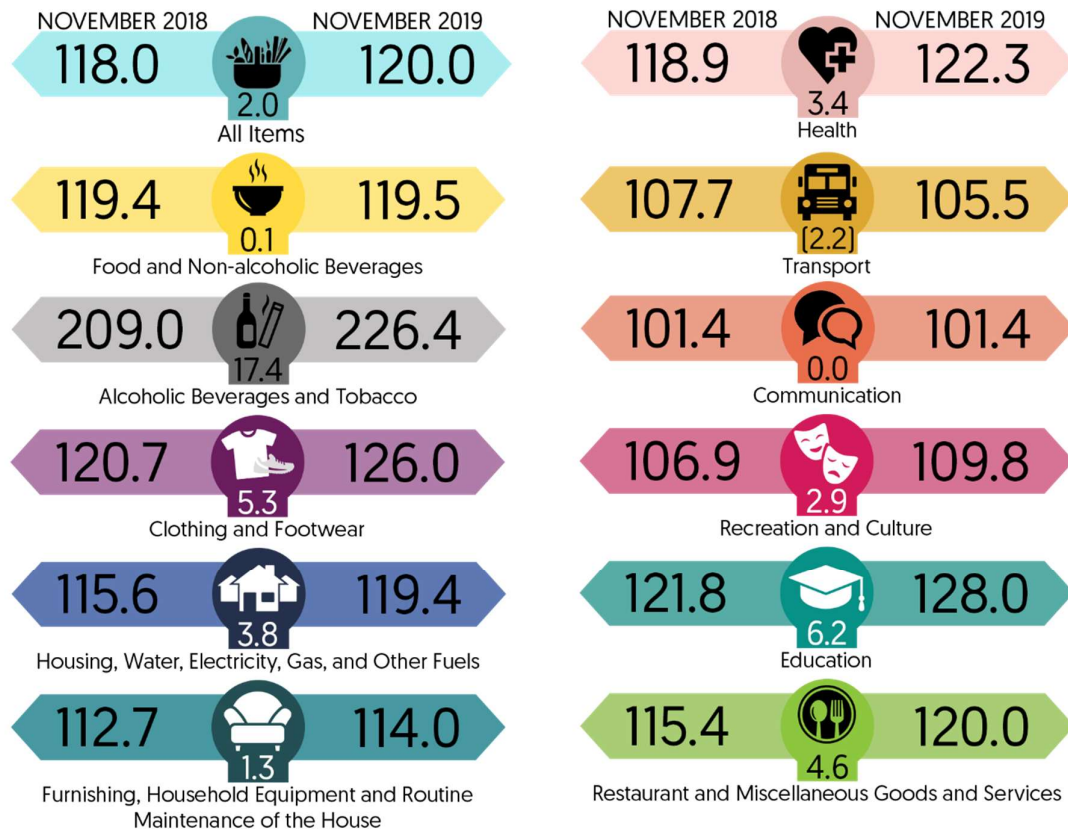 NOVEMBER 2018 NOVEMBER 2019
118.0 120.0
2.0
All Items
119.4 119.5
0.1
Food and Non-alcoholic Beverages
209.0 226.4
17.4
Alcoholic Beverages and Tobacco
120.7 126.0
5.3
Clothing and Footwear
115.6 119.4
3.8
Housing, Water, Electricity, Gas, and Other Fuels
112.7 114.0
1.3
Furnishing, Household Equipment and Routine
Maintenance of the House
NOVEMBER 2018 NOVEMBER 2019
118.9 122.3
3.4
Health
107.7 105.5
(2.2)
Transport
101.4 101.4
0.0
Communication
106.9 109.8
2.9
Recreation and Culture
121.8 128.0
6.2
Education
115.4 120.0
4.6
Restaurant and Miscellaneous Goods and Services